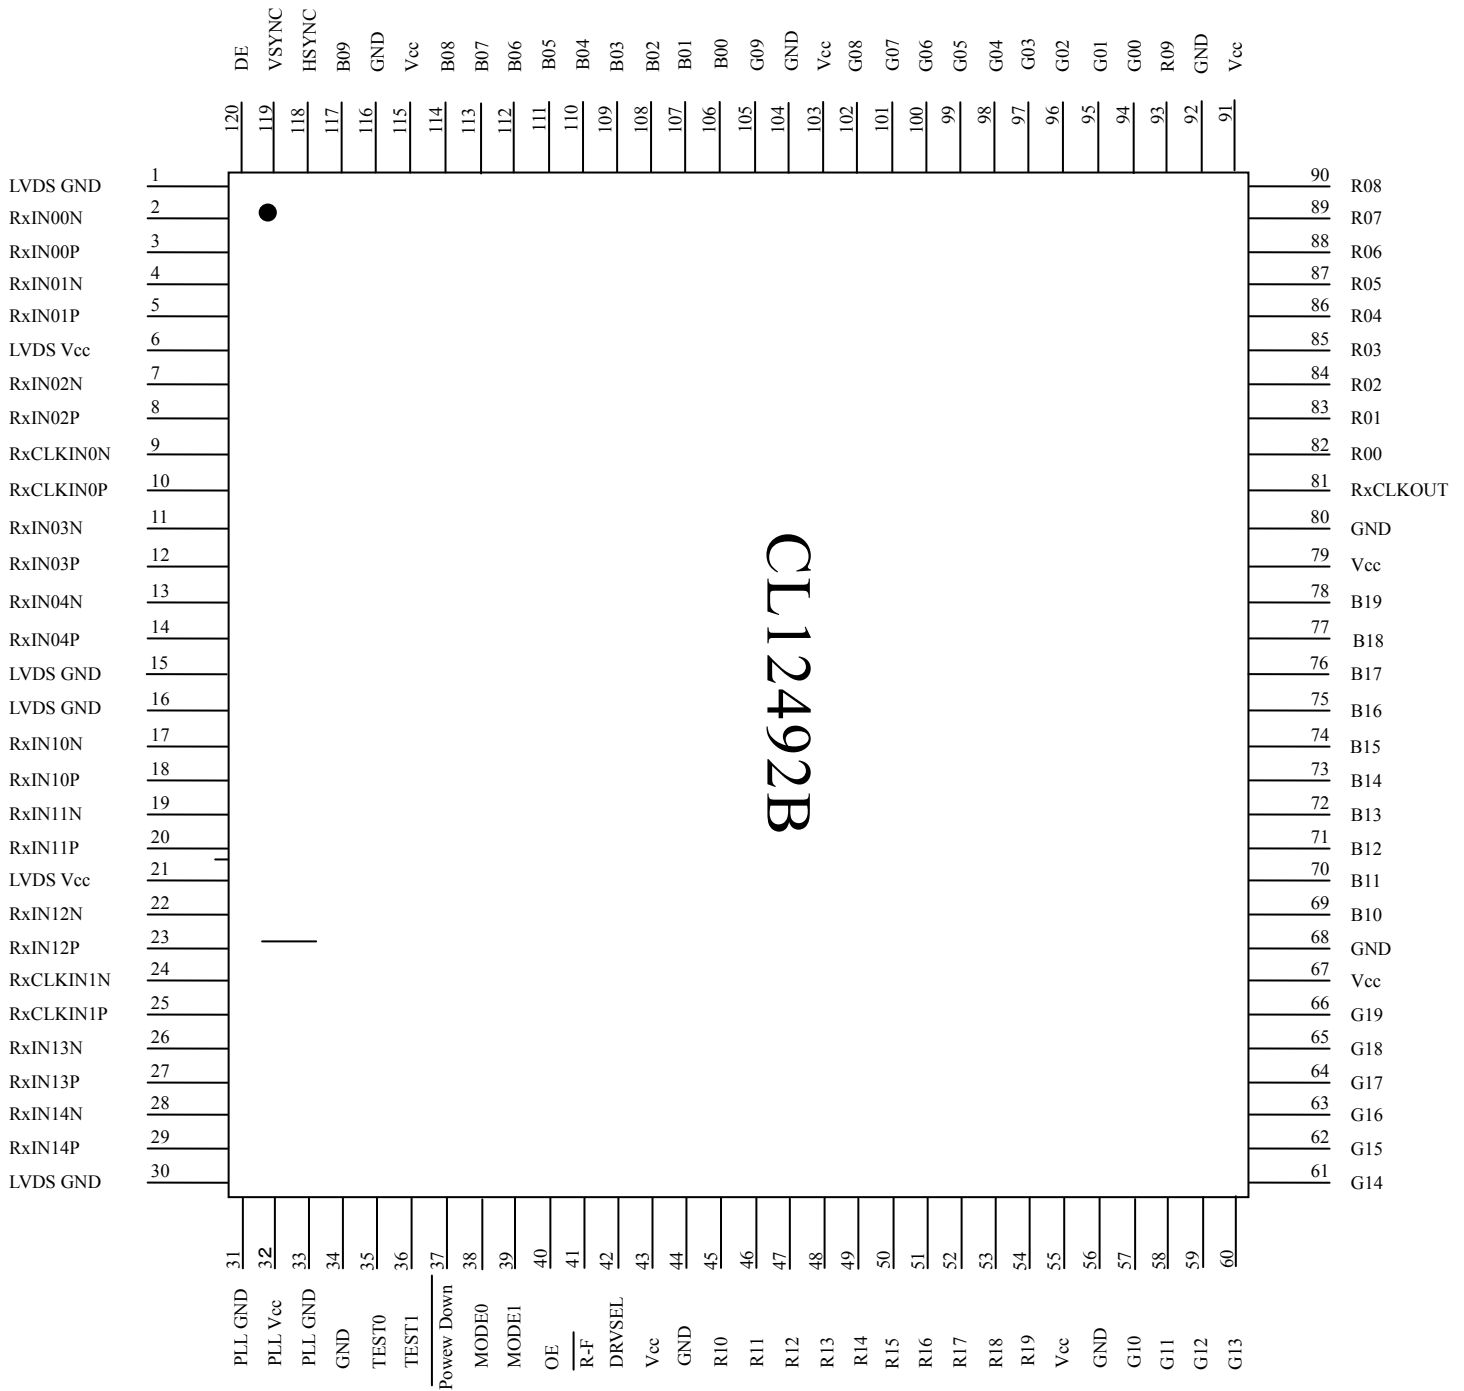 DE VSYNC HSYNC B09 GND Vcc B08 B07 B06 B05 B04 B03 B02 B01 B00 G09 GND Vcc G08 G07 G06 G05 G04 G03 G02 G01 G00 R09 GND Vcc
120 119 118 117 116 115 114 113 112 111 110 109 108 107 106 105 104 103 102 101 100 99 98 97 96 95 94 93 92 91
LVDS GND 1 90 R08
RxIN00N 2 89 R07
RxIN00P 3 88 R06
RxIN01N 4 87 R05
RxIN01P 5 86 R04
LVDS Vcc 6 85 R03
RxIN02N 7 84 R02
RxIN02P 8 83 R01
RxCLKIN0N 9 82 R00
RxCLKIN0P 10 81 RxCLKOUT
RxIN03N 11 80 GND
RxIN03P 12 79 Vcc
RxIN04N 13 78 B19
RxIN04P 14 77 B18
LVDS GND 15 76 B17
LVDS GND 16 75 B16
RxIN10N 17 74 B15
RxIN10P 18 73 B14
RxIN11N 19 72 B13
RxIN11P 20 71 B12
LVDS Vcc 21 70 B11
RxIN12N 22 69 B10
RxIN12P 23 68 GND
RxCLKIN1N 24 67 Vcc
RxCLKIN1P 25 66 G19
RxIN13N 26 65 G18
RxIN13P 27 64 G17
RxIN14N 28 63 G16
RxIN14P 29 62 G15
LVDS GND 30 61 G14
CL12492B
31 32 33 34 35 36 37 38 39 40 41 42 43 44 45 46 47 48 49 50 51 52 53 54 55 56 57 58 59 60
PLL GND PLL Vcc PLL GND GND TEST0 TEST1 Powew Down MODE0 MODE1 OE R-F DRVSEL Vcc GND R10 R11 R12 R13 R14 R15 R16 R17 R18 R19 Vcc GND G10 G11 G12 G13